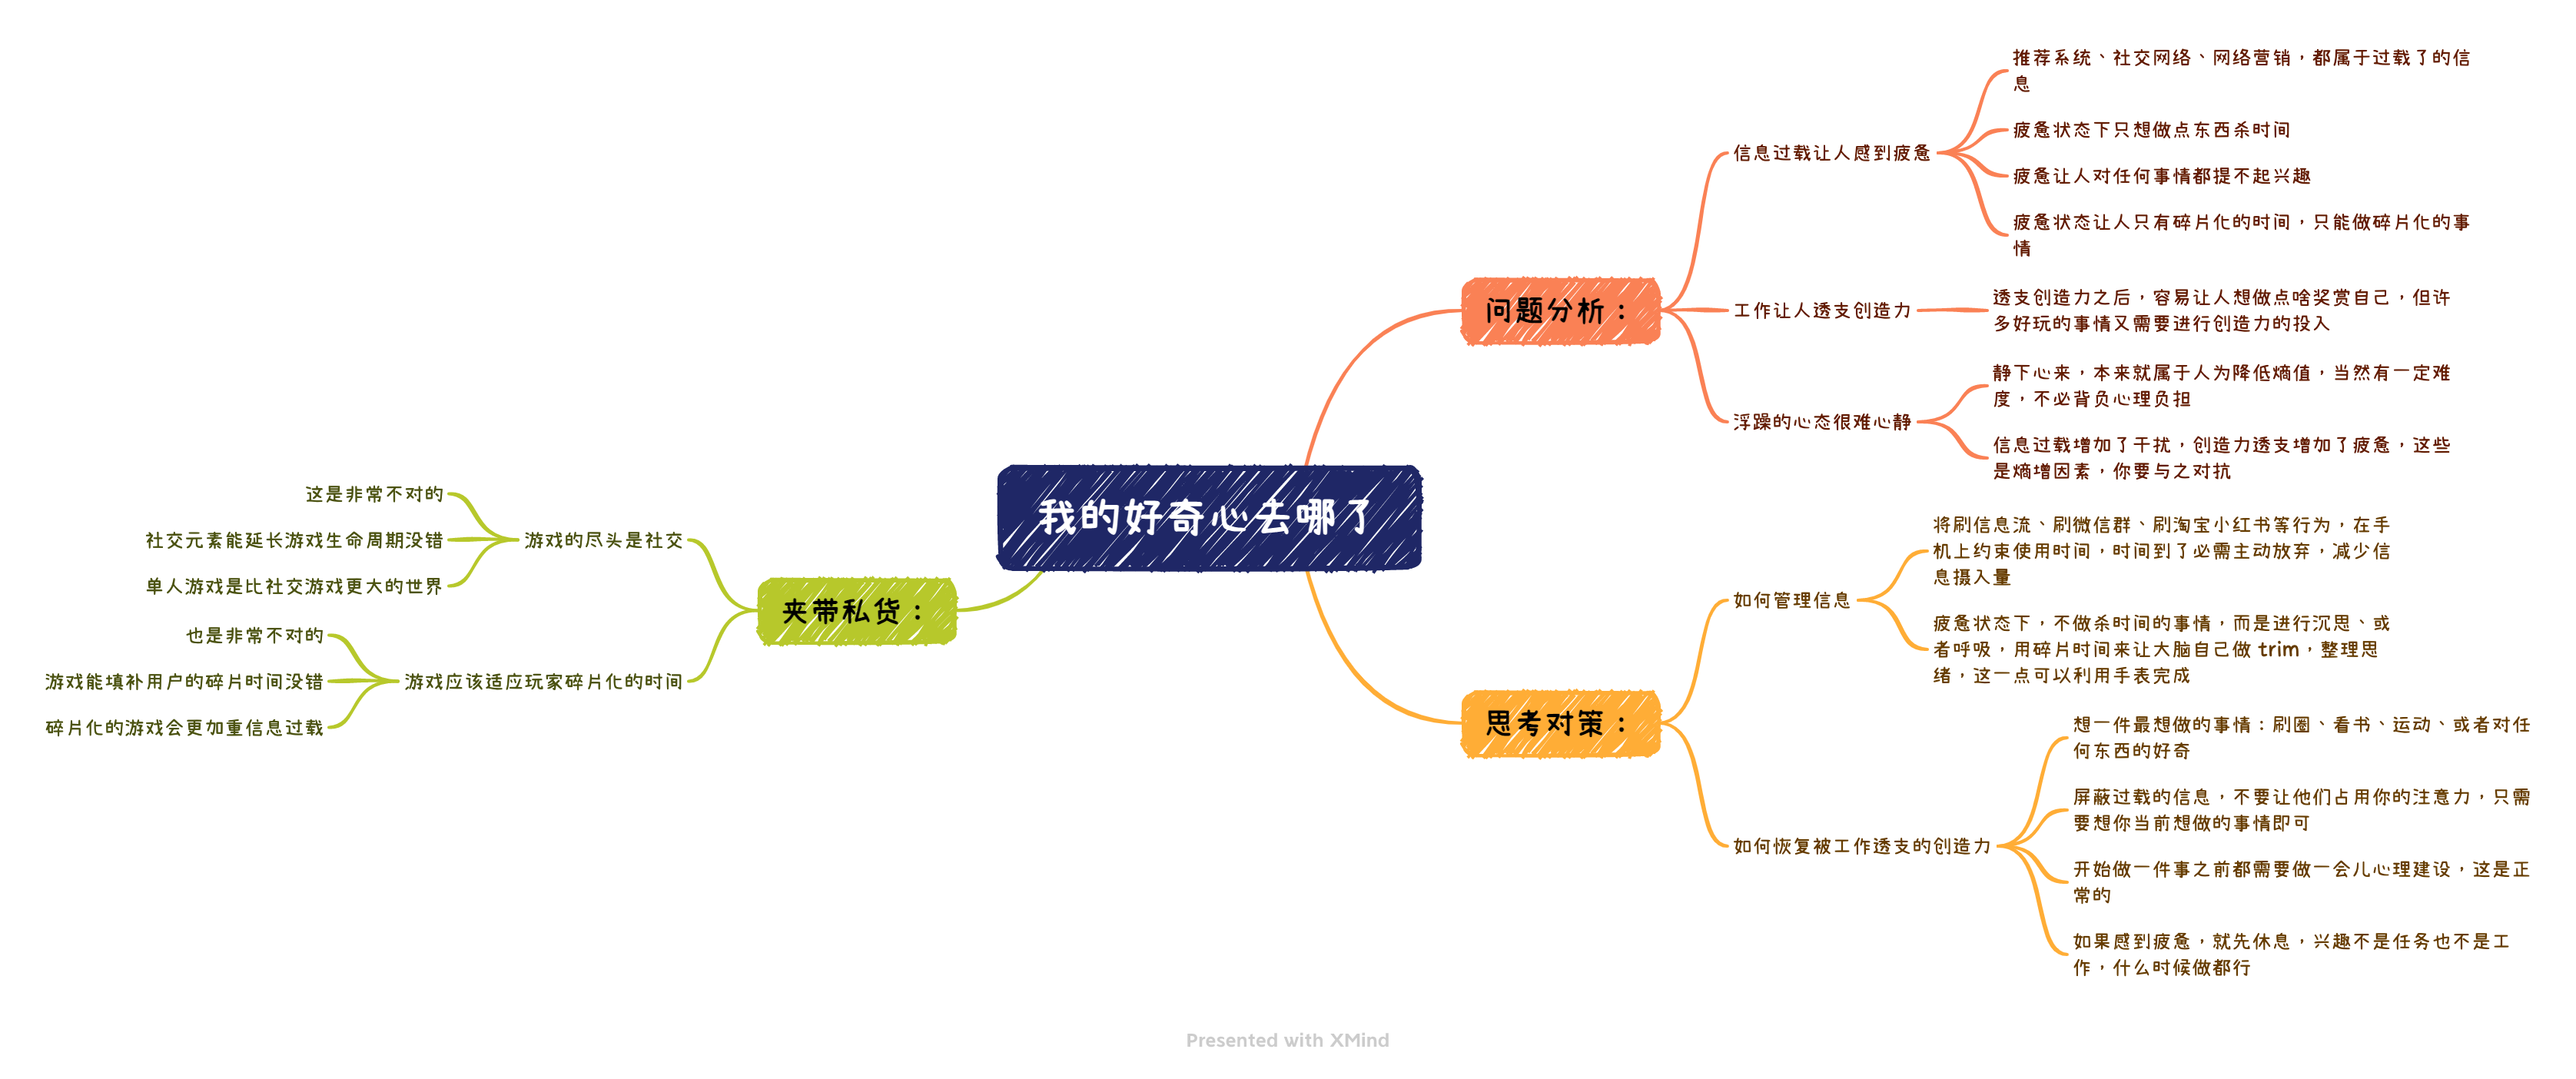 我的好奇心去哪了
问题分析：
信息过载让人感到疲惫
推荐系统、社交网络、网络营销，都属于过载了的信
息
疲惫状态下只想做点东西杀时间
疲惫让人对任何事情都提不起兴趣
疲惫状态让人只有碎片化的时间，只能做碎片化的事
情
工作让人透支创造力
透支创造力之后，容易让人想做点啥奖赏自己，但许
多好玩的事情又需要进行创造力的投入
浮躁的心态很难心静
静下心来，本来就属于人为降低熵值，当然有一定难
度，不必背负心理负担
信息过载增加了干扰，创造力透支增加了疲惫，这些
是熵增因素，你要与之对抗
思考对策：
如何管理信息
将刷信息流、刷微信群、刷淘宝小红书等行为，在手
机上约束使用时间，时间到了必需主动放弃，减少信
息摄入量
疲惫状态下，不做杀时间的事情，而是进行沉思、或
者呼吸，用碎片时间来让大脑自己做 trim，整理思
绪，这一点可以利用手表完成
如何恢复被工作透支的创造力
想一件最想做的事情：刷圈、看书、运动、或者对任
何东西的好奇
屏蔽过载的信息，不要让他们占用你的注意力，只需
要想你当前想做的事情即可
开始做一件事之前都需要做一会儿心理建设，这是正
常的
如果感到疲惫，就先休息，兴趣不是任务也不是工
作，什么时候做都行
夹带私货：
游戏的尽头是社交
这是非常不对的
社交元素能延长游戏生命周期没错
单人游戏是比社交游戏更大的世界
游戏应该适应玩家碎片化的时间
也是非常不对的
游戏能填补用户的碎片时间没错
碎片化的游戏会更加重信息过载
Presented with XMind